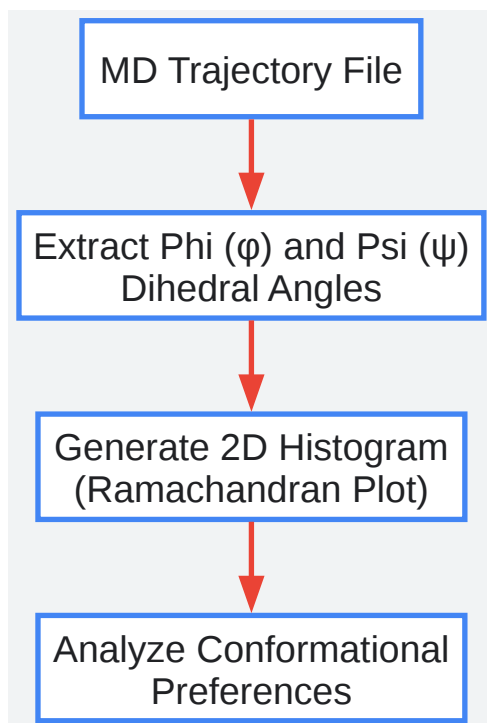 MD Trajectory File
Extract Phi (φ) and Psi (ψ)
Dihedral Angles
Generate 2D Histogram
(Ramachandran Plot)
Analyze Conformational
Preferences